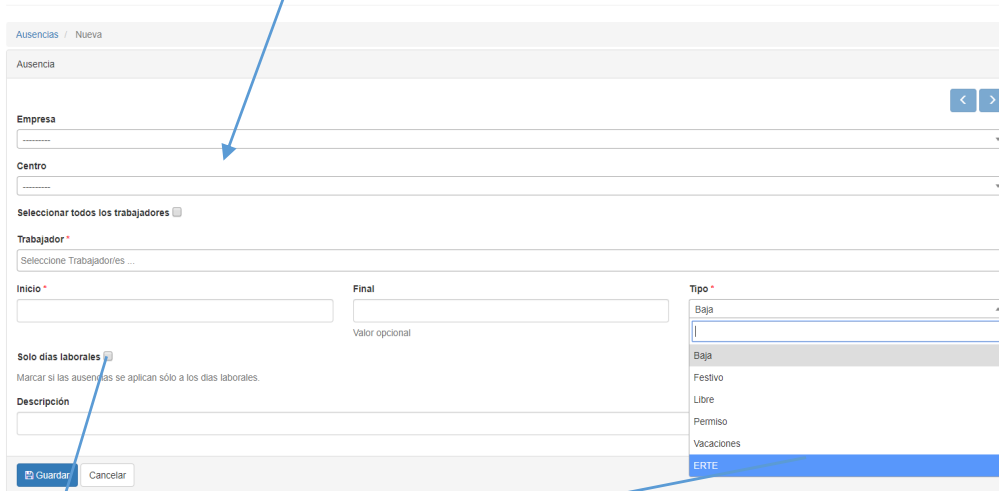 Ausencias / Nueva
Ausencia
Empresa
---------
Centro
---------
Seleccionar todos los trabajadores
Trabajador *
Seleccione Trabajador/es ...
Inicio * Final Tipo *
Baja
Valor opcional
Solo dias laborales
Baja
Marcar si las ausencias se aplican sólo a los dias laborales.
Festivo
Descripción
Libre
Permiso
Vacaciones
ERTE
Guardar Cancelar